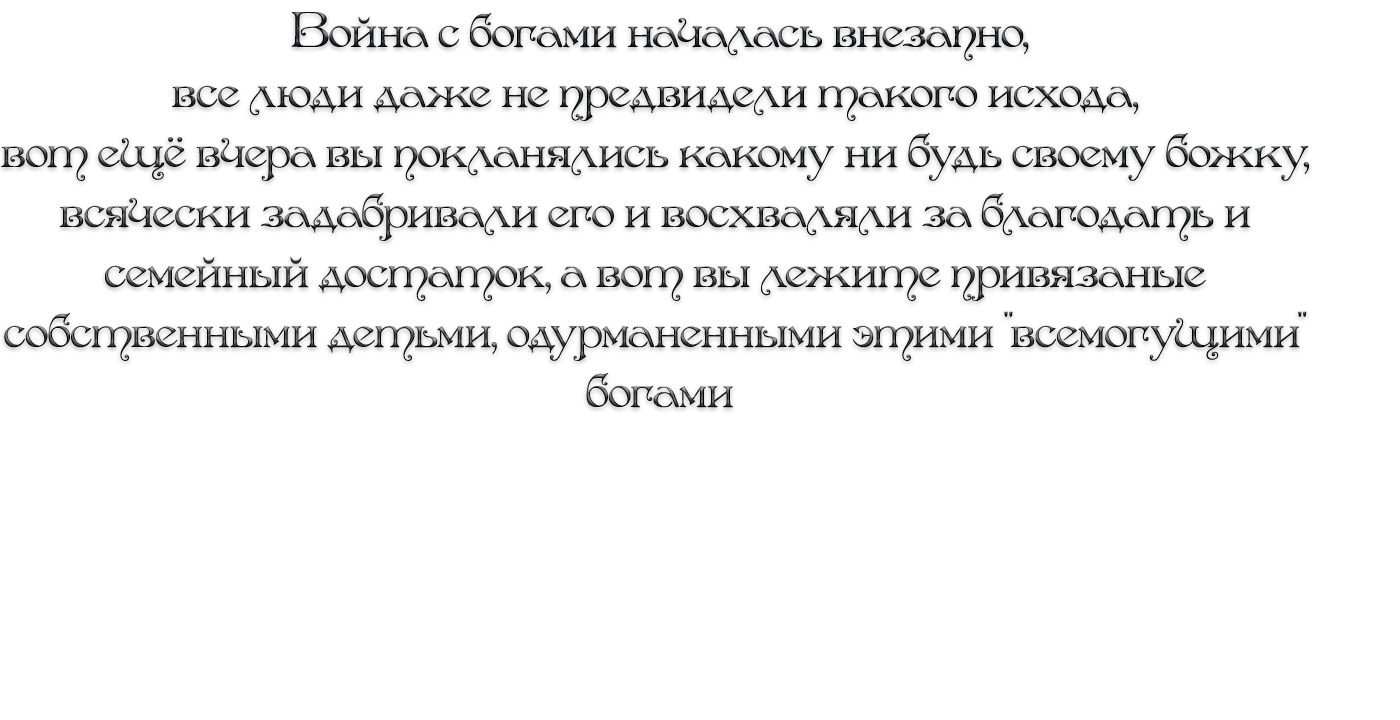 Война с богами началась внезапно,
все люди даже не предвидели такого исхода,
вот ещё вчера вы покланялись какому ни будь своему божку,
всячески задабривали его и восхваляли за благодать и
семейный достаток, а вот вы лежите привязаные
собственными детьми, одурманенными этими "всемогущими"
богами